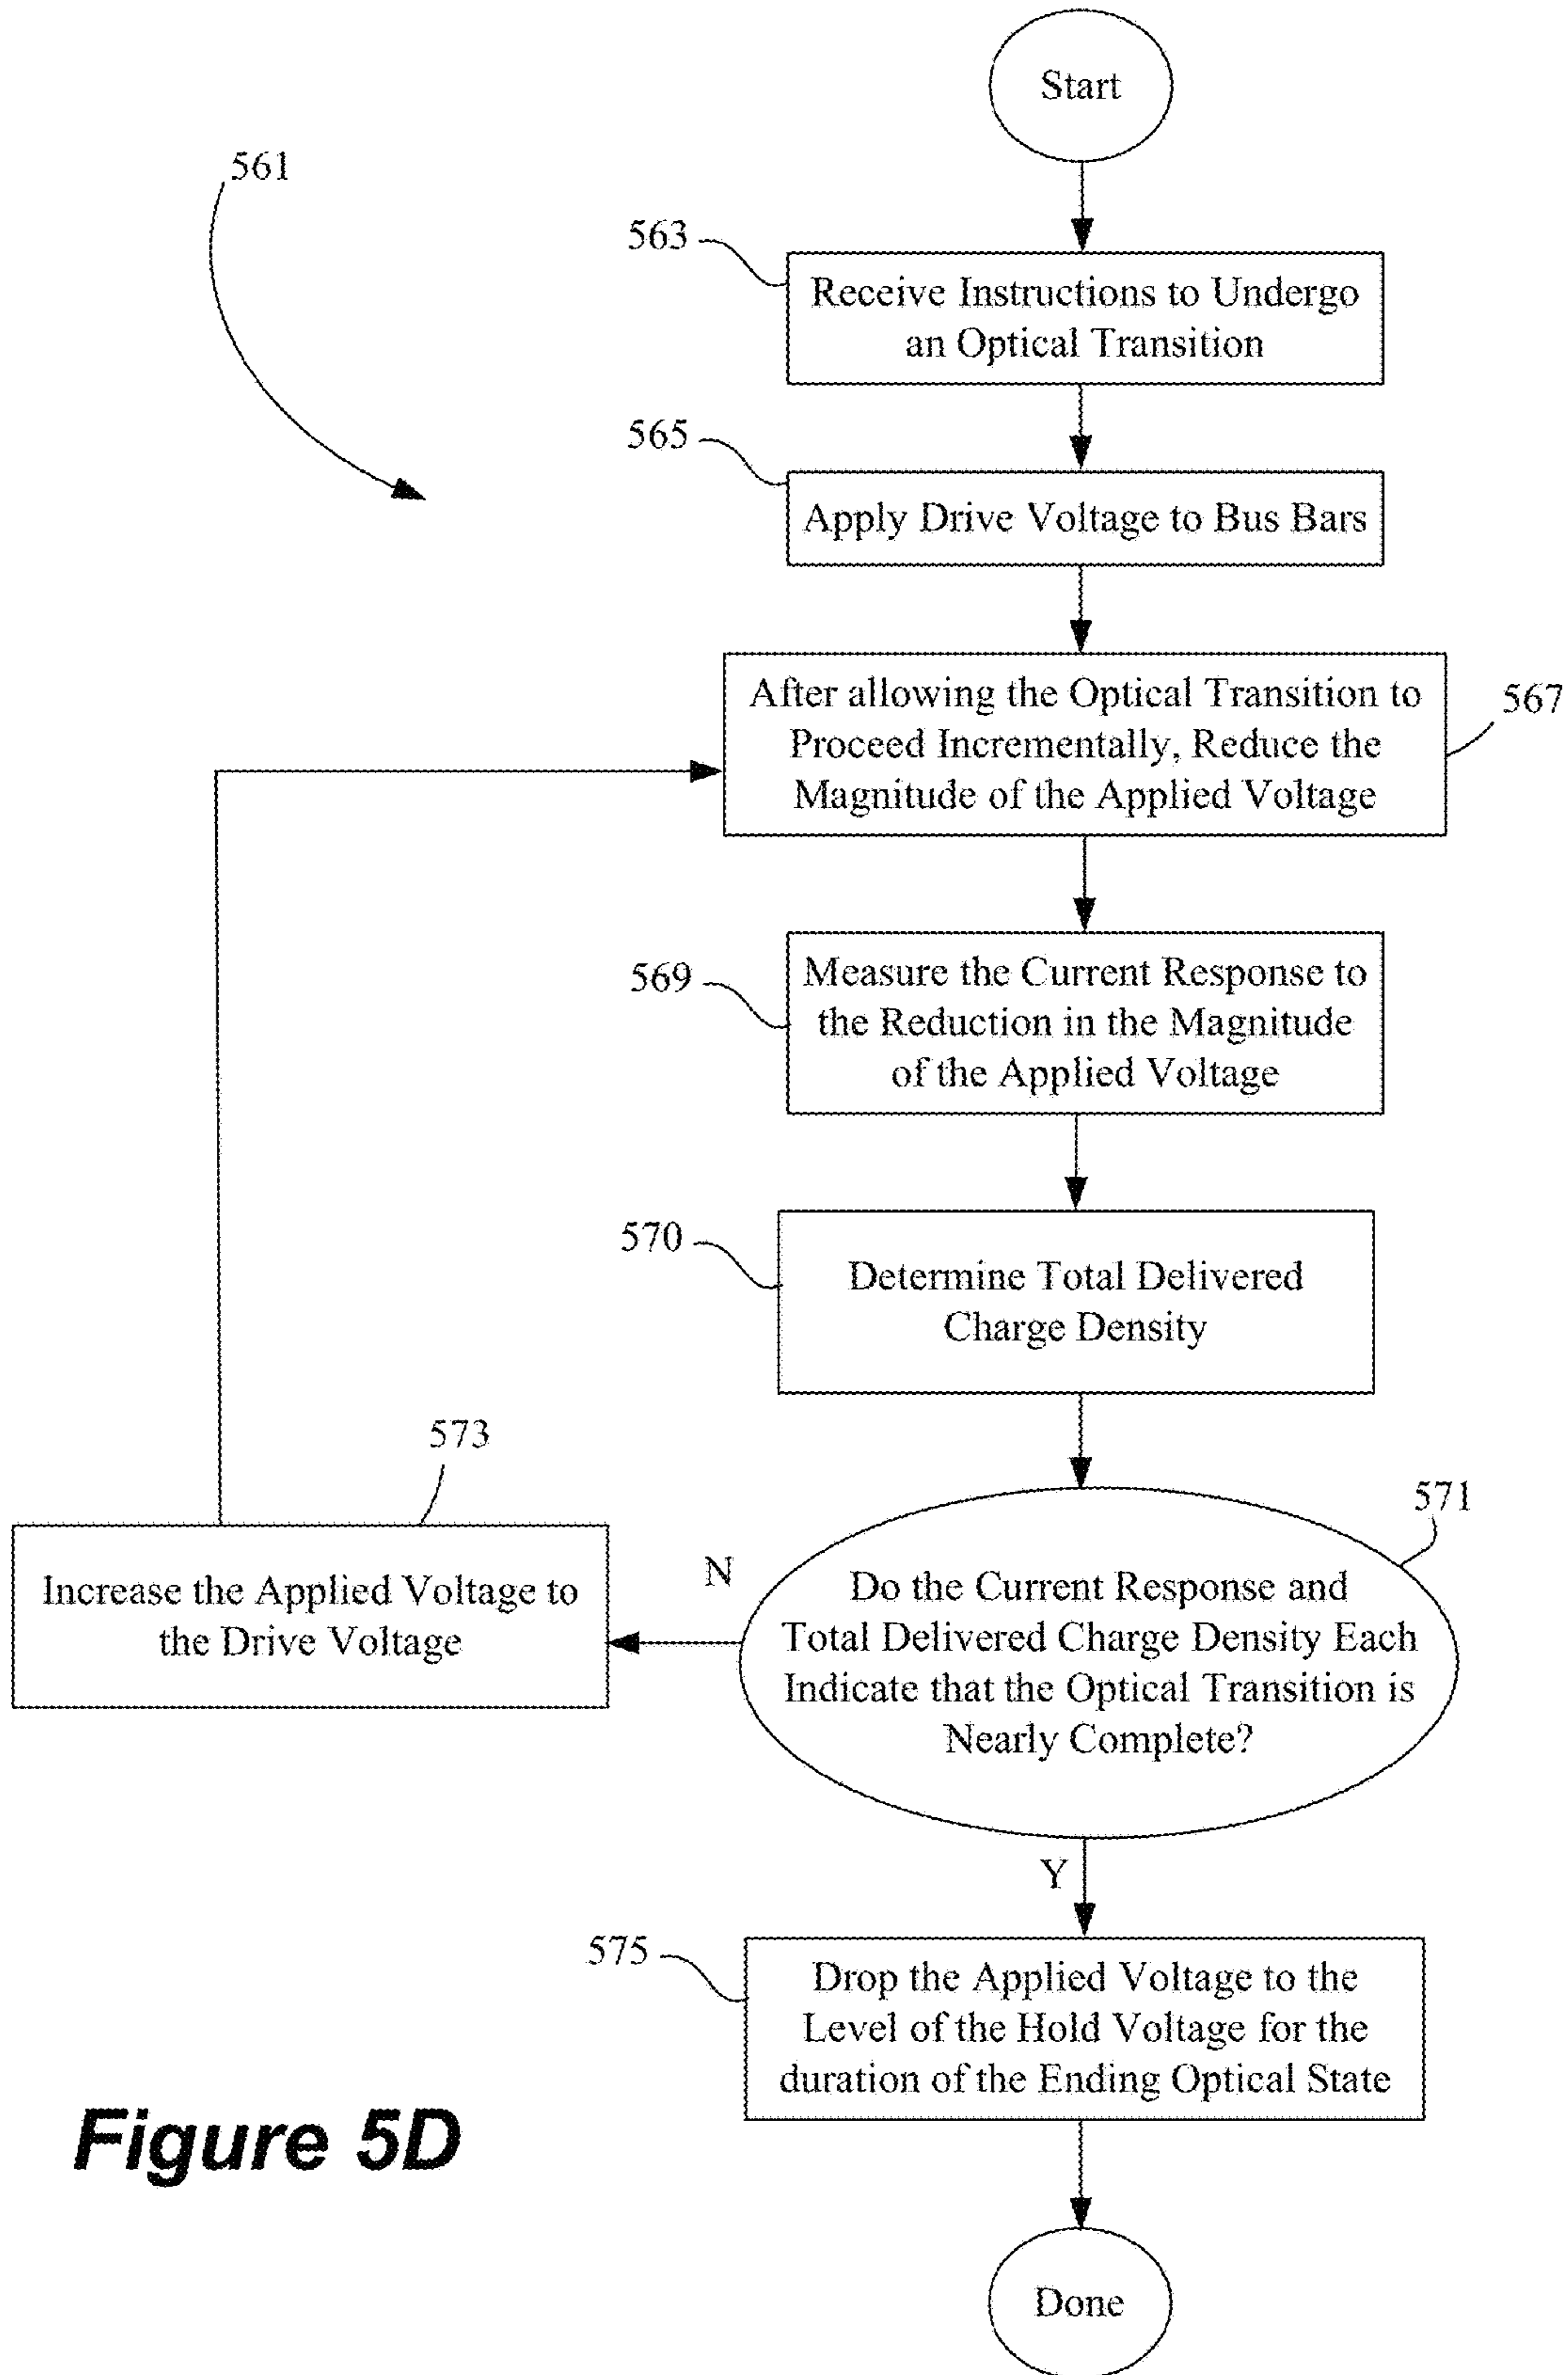 Start
561
563
Receive Instructions to Undergo
an Optical Transition
565
Apply Drive Voltage to Bus Bars
After allowing the Optical Transition to
Proceed Incrementally, Reduce the
Magnitude of the Applied Voltage
567
569
Measure the Current Response to
the Reduction in the Magnitude
of the Applied Voltage
570
Determine Total Delivered
Charge Density
573
571
Increase the Applied Voltage to
the Drive Voltage
N
Do the Current Response and
Total Delivered Charge Density Each
Indicate that the Optical Transition is
Nearly Complete?
Y
575
Drop the Applied Voltage to the
Level of the Hold Voltage for the
duration of the Ending Optical State
Figure 5D
Done